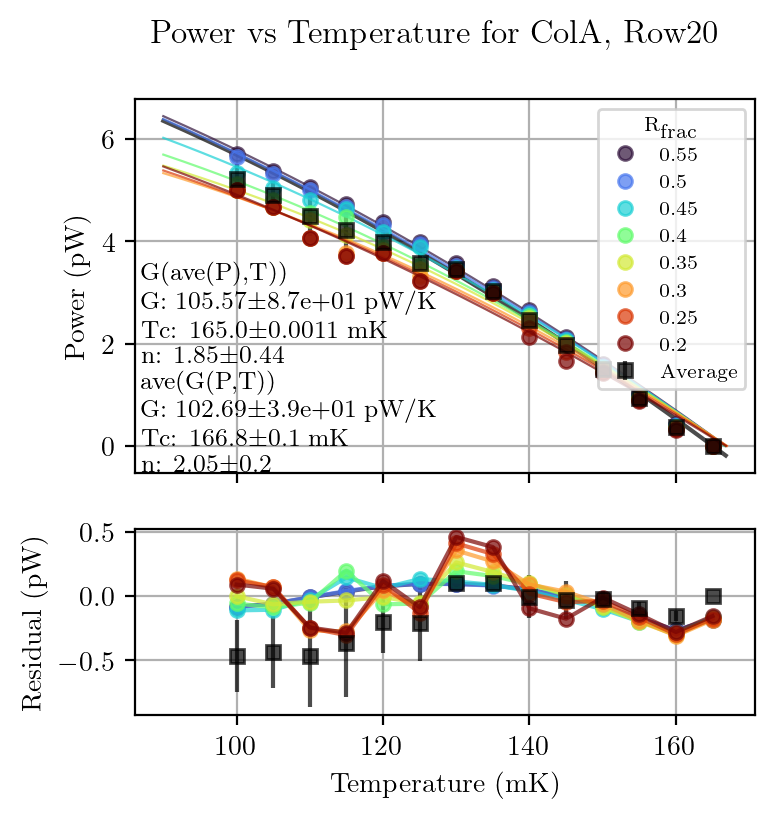 Power vs Temperature for ColA, Row20
Power (pW)
6
4
2
0
R_frac
0.55
0.5
0.45
0.4
0.35
0.3
0.25
0.2
Average
G(ave(P),T))
G: 105.57±8.7e+01 pW/K
Tc: 165.0±0.0011 mK
n: 1.85±0.44
ave(G(P,T))
G: 102.69±3.9e+01 pW/K
Tc: 166.8±0.1 mK
n: 2.05±0.2
Residual (pW)
0.5
0.0
−0.5
100 120 140 160
Temperature (mK)